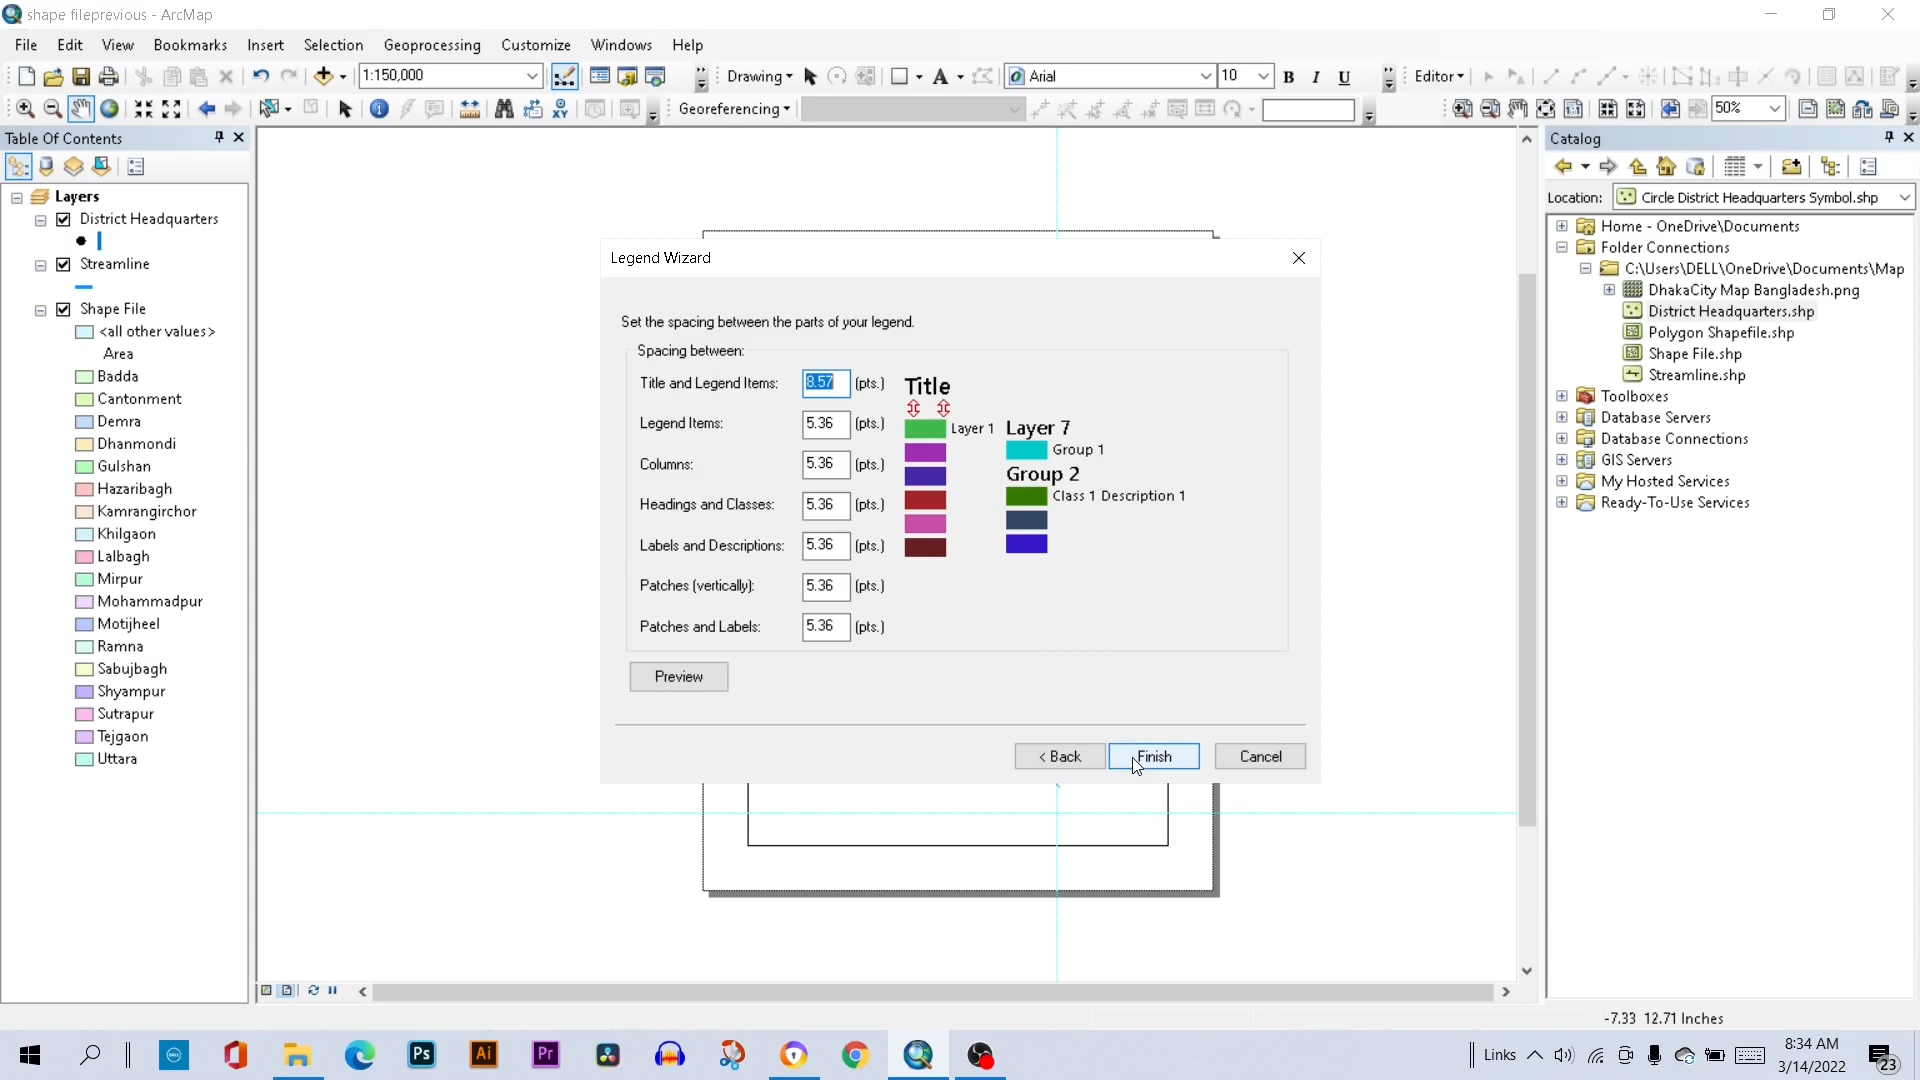 shape fileprevious - ArcMap
File Edit View Bookmarks Insert Selection Geoprocessing Customize Windows Help
1:150,000 Drawing A Arial 10 B I U Editor
Georeferencing 50%
Table Of Contents
Layers
District Headquarters
Streamline
Shape File
<all other values>
Area
Badda
Cantonment
Demra
Dhanmondi
Gulshan
Hazaribagh
Kamrangirchor
Khilgaon
Lalbagh
Mirpur
Mohammadpur
Motijheel
Ramna
Sabujbagh
Shyampur
Sutrapur
Tejgaon
Uttara
Legend Wizard
Set the spacing between the parts of your legend.
Spacing between:
Title and Legend Items: 8.57 (pts.)
Legend Items: 5.36 (pts.)
Columns: 5.36 (pts.)
Headings and Classes: 5.36 (pts.)
Labels and Descriptions: 5.36 (pts.)
Patches (vertically): 5.36 (pts.)
Patches and Labels: 5.36 (pts.)
Title
Layer 1
Layer 7
Group 1
Group 2
Class 1 Description 1
Preview
< Back Finish Cancel
Catalog
Location: Circle District Headquarters Symbol.shp
Home - OneDrive\Documents
Folder Connections
C:\Users\DELL\OneDrive\Documents\Map
DhakaCity Map Bangladesh.png
District Headquarters.shp
Polygon Shapefile.shp
Shape File.shp
Streamline.shp
Toolboxes
Database Servers
Database Connections
GIS Servers
My Hosted Services
Ready-To-Use Services
-7.33 12.71 Inches
DELL Ps Ai Pr
Links
8:34 AM
3/14/2022
23